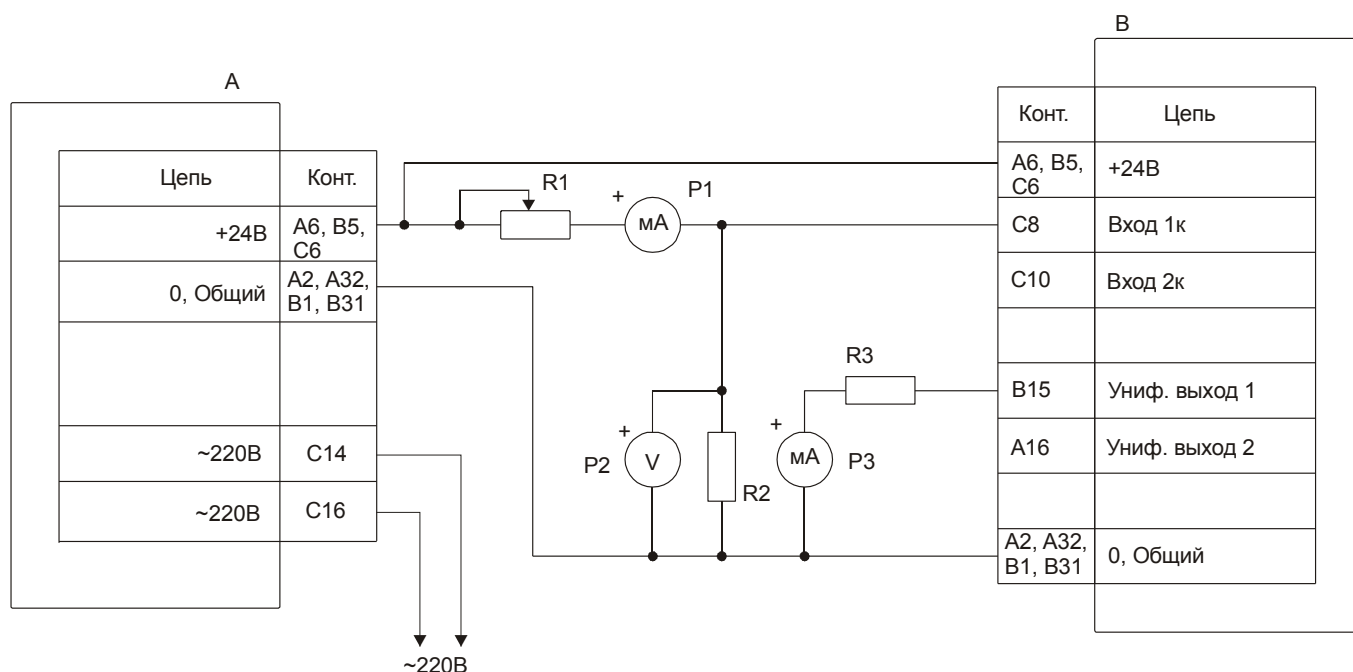 A
B
Цепь
Конт.
+24В
A6, B5,
C6
0, Общий
A2, A32,
B1, B31
~220В
C14
~220В
C16
~220В
R1
+
мА
P1
+
V
P2
R2
+
мА
P3
R3
Конт.
Цепь
A6, B5,
C6
+24В
C8
Вход 1к
C10
Вход 2к
B15
Униф. выход 1
A16
Униф. выход 2
A2, A32,
B1, B31
0, Общий